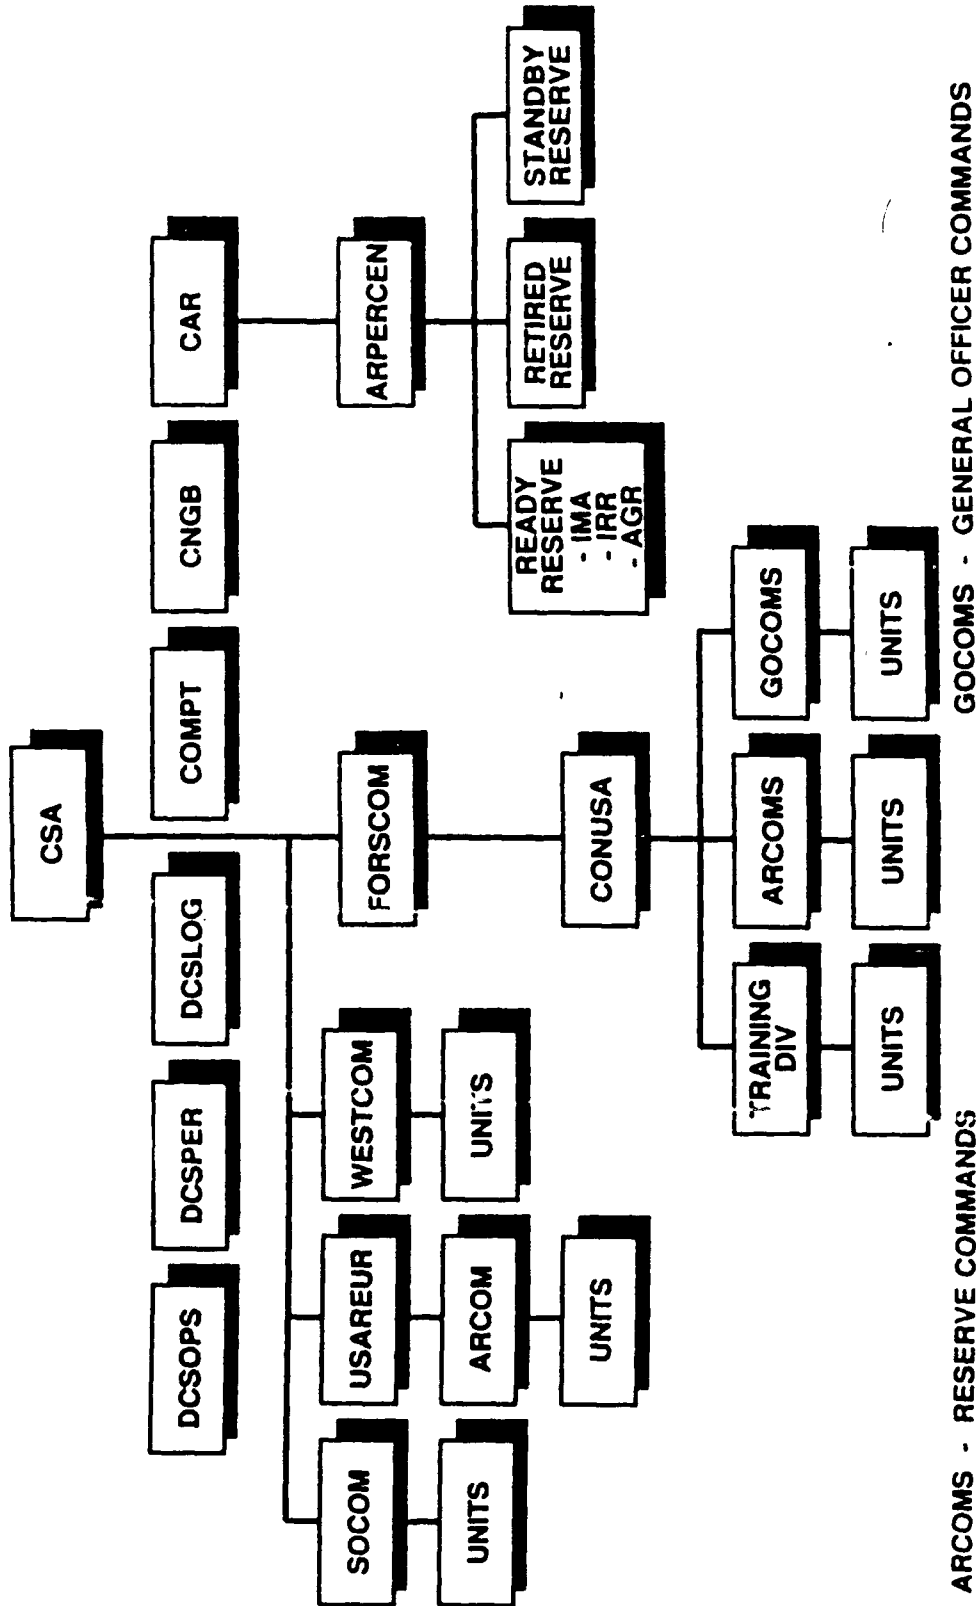 CSA
DCSOPS
DCSPER
DCSLOG
COMPT
CNGB
CAR
SOCOM
USAREUR
WESTCOM
FORSCOM
ARPERCEN
UNITS
ARCOM
UNITS
UNITS
CONUSA
READY
RESERVE
- IMA
- IRR
- AGR
RETIRED
RESERVE
STANDBY
RESERVE
TRAINING
DIV
ARCOMS
GOCOMS
UNITS
UNITS
UNITS
ARCOMS - RESERVE COMMANDS
GOCOMS - GENERAL OFFICER COMMANDS